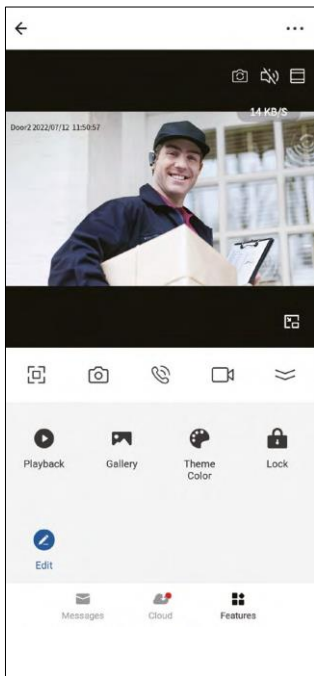 14 KB/S
Door2 2022/07/12 11:50:57
Playback
Gallery
Theme
Color
Lock
Edit
Messages
Cloud
Features